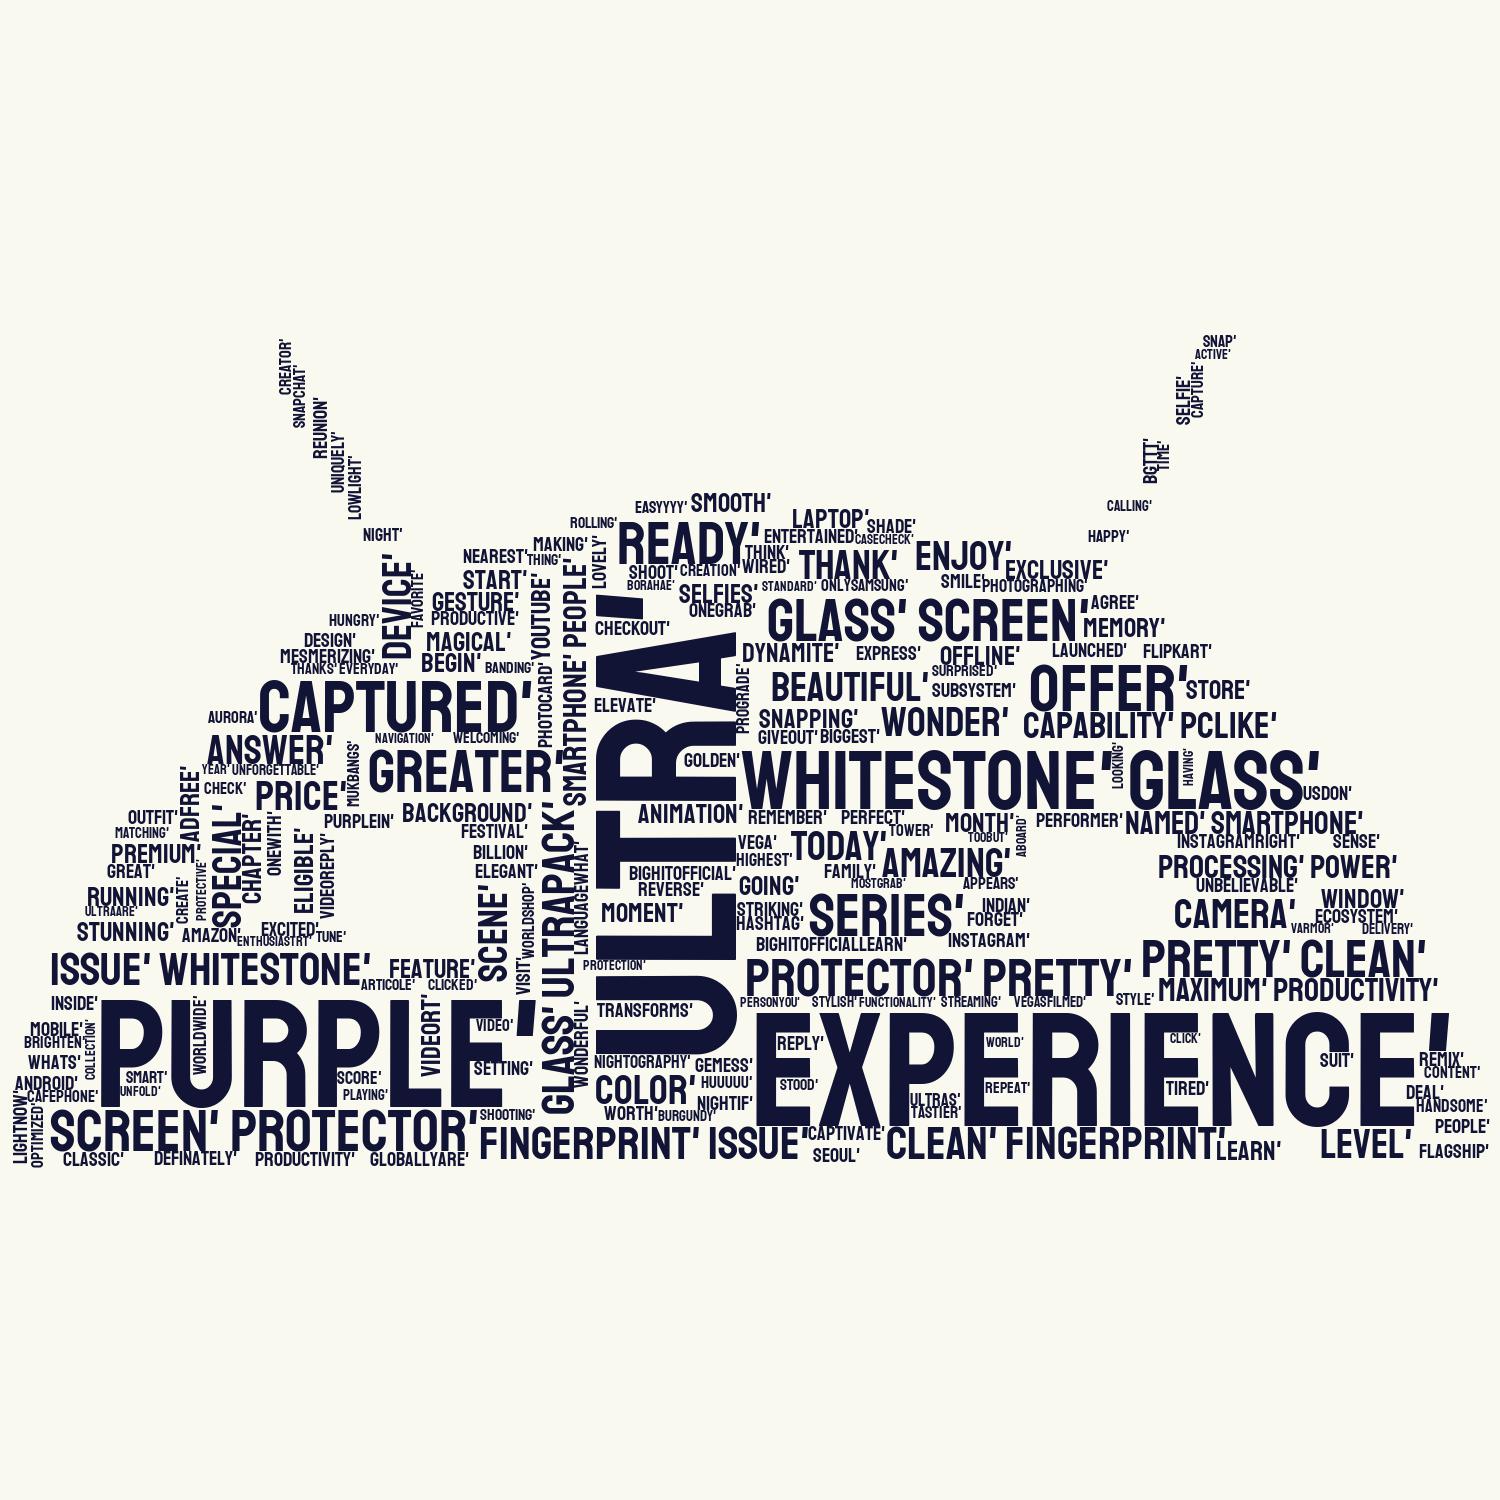 CREATOR'
SNAPCHAT'
REUNION'
UNIQUELY'
LOWLIGHT'
NIGHT'
SNAP'
ACTIVE'
CAPTURE'
SELFIE'
BGTTT'
TIME'
CALLING'
HAPPY'
EASYYYY' SMOOTH'
ROLLING' READY' LAPTOP' SHADE'
ENTERTAINED' CASECHECK'
NEAREST' MAKING' THING' LOVELY' THINK' THANK' ENJOY'
SHOOT' CREATION' WIRED' EXCLUSIVE'
DEVICE' FAVORITE' START' YOUTUBE' PEOPLE' BORAHAE' SELFIES' STANDARD' ONLYSAMSUNG' SMILE' PHOTOGRAPHING'
GESTURE' ONEGRAB' GLASS' SCREEN' AGREE'
HUNGRY' PRODUCTIVE' CHECKOUT' MEMORY'
DESIGN' MAGICAL'
MESMERIZING' BEGIN' BANDING' DYNAMITE' EXPRESS' OFFLINE' LAUNCHED' FLIPKART'
THANKS' EVERYDAY' SURPRISED'
CAPTURED' PHOTOCARD' SMARTPHONE' PROGRADE' BEAUTIFUL' SUBSYSTEM' OFFER' STORE'
AURORA' ELEVATE' SNAPPING' WONDER' CAPABILITY' PCLIKE'
NAVIGATION' WELCOMING' GIVEOUT' BIGGEST'
ANSWER' ULTRA'
YEAR' UNFORGETTABLE' MUKBANGS' GREATER' GOLDEN' WHITESTONE' LOOKING' GLASS' HAVING'
CHECK' PRICE' USDON'
ADFREE' OUTFIT' PURPLEIN' BACKGROUND' ANIMATION' REMEMBER' PERFECT' MONTH' PERFORMER' NAMED' SMARTPHONE'
MATCHING' FESTIVAL' VEGA' TODAY' TOWER' TOOBUT' ABOARD' INSTAGRAMRIGHT' SENSE'
PREMIUM' SPECIAL' CHAPTER' ONEWITH' ELIGIBLE' VIDEOREPLY' BILLION' LANGUAGEWHAT' HIGHEST' AMAZING' PROCESSING' POWER'
GREAT' ELEGANT' BIGHITOFFICIAL' FAMILY'
CREATE' PROTECTIVE' SCENE' WORLDSHOP' ULTRAPACK' REVERSE' GOING' MOSTGRAB' APPEARS' UNBELIEVABLE'
RUNNING' MOMENT' STRIKING' SERIES' INDIAN' WINDOW'
ULTRAARE' HASHTAG' FORGET' CAMERA' ECOSYSTEM'
STUNNING' AMAZON' EXCITED' TUNE' BIGHITOFFICIALLEARN' INSTAGRAM' VARMOR' DELIVERY'
ENTHUSIASTRT'
ISSUE' WHITESTONE' FEATURE' VISIT' PROTECTION' PROTECTOR' PRETTY' PRETTY' CLEAN'
ARTICOLE' CLICKED' MAXIMUM' PRODUCTIVITY'
INSIDE' PURPLE' WORLDWIDE' VIDEORT' GLASS' WONDERFUL' TRANSFORMS' PERSONYOU' STYLISH' FUNCTIONALITY' STREAMING' VEGASFILMED' STYLE'
MOBILE' COLLECTION' VIDEO' EXPERIENCE'
BRIGHTEN' REPLY' WORLD' CLICK'
WHATS' SETTING' NIGHTOGRAPHY' GEMESS' SUIT' REMIX'
ANDROID' SMART' SCORE' COLOR' HUUUUU' STOOD' REPEAT' TIRED' CONTENT'
CAFEPHONE' UNFOLD' PLAYING' NIGHTIF' ULTRAS' DEAL'
LIGHTNOW' OPTIMIZED' SHOOTING' WORTH' BURGUNDY' TASTIER' HANDSOME'
SCREEN' PROTECTOR' FINGERPRINT' ISSUE' CAPTIVATE' CLEAN' FINGERPRINT' LEARN' LEVEL' PEOPLE'
CLASSIC' DEFINATELY' PRODUCTIVITY' GLOBALLYARE' SEOUL' FLAGSHIP'